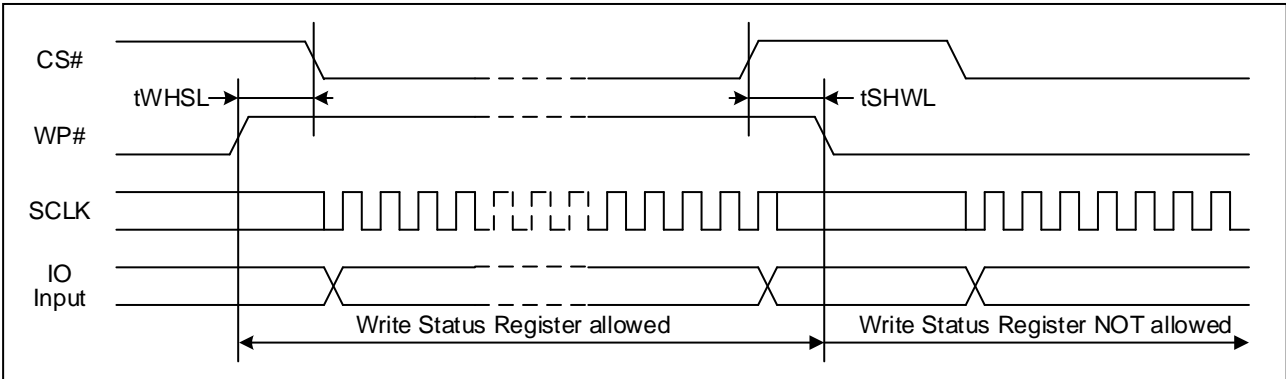 CS#
tWHSL
tSHWL
WP#
SCLK
IO
Input
Write Status Register allowed
Write Status Register NOT allowed